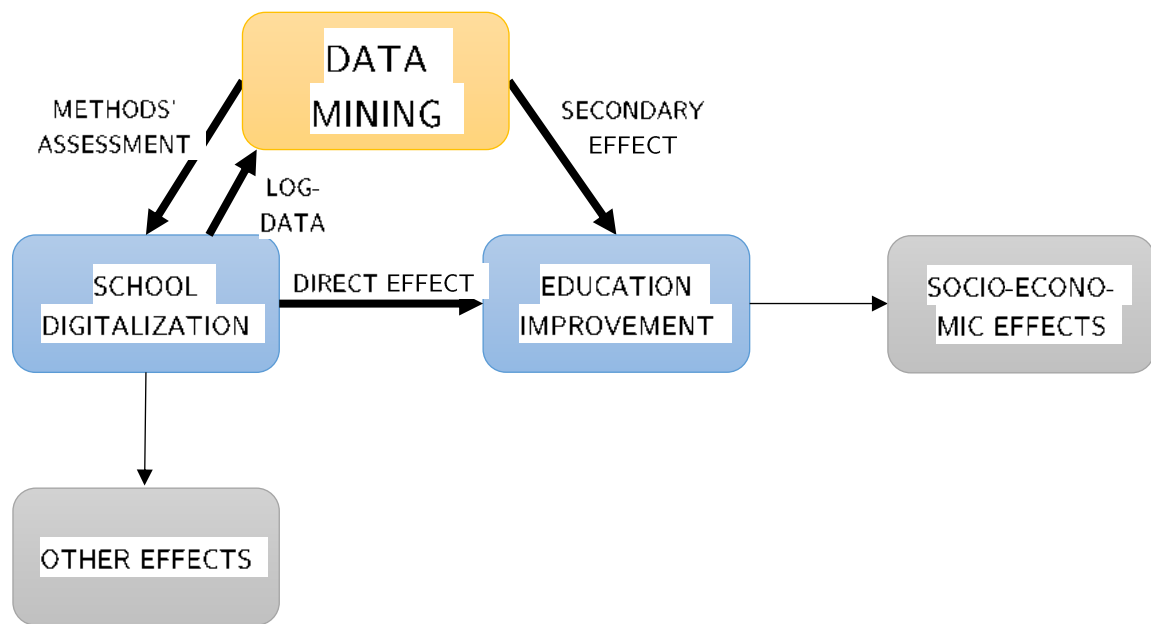 DATA
MINING
METHODS'
ASSESSMENT
SECONDARY
EFFECT
LOG-
DATA
SCHOOL
DIGITALIZATION
DIRECT EFFECT
EDUCATION
IMPROVEMENT
SOCIO-ECONO-
MIC EFFECTS
OTHER EFFECTS